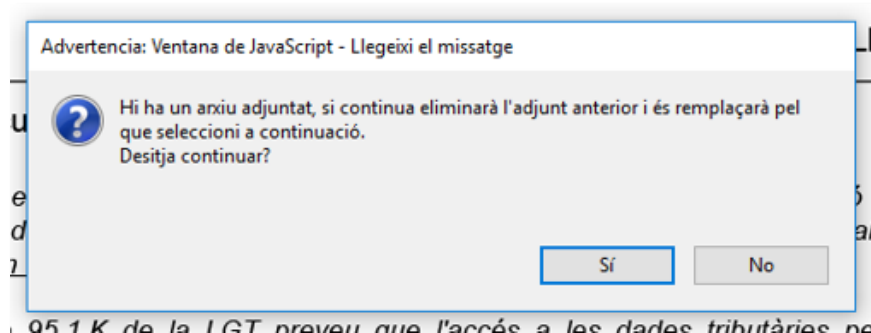 Advertencia: Ventana de JavaScript - Llegeixi el missatge
Hi ha un arxiu adjuntat, si continua eliminarà l'adjunt anterior i és remplaçarà pel
que seleccioni a continuació.
Desitja continuar?
Sí
No
95.1 K de la LGT preveu que l'accés a les dades tributàries pe